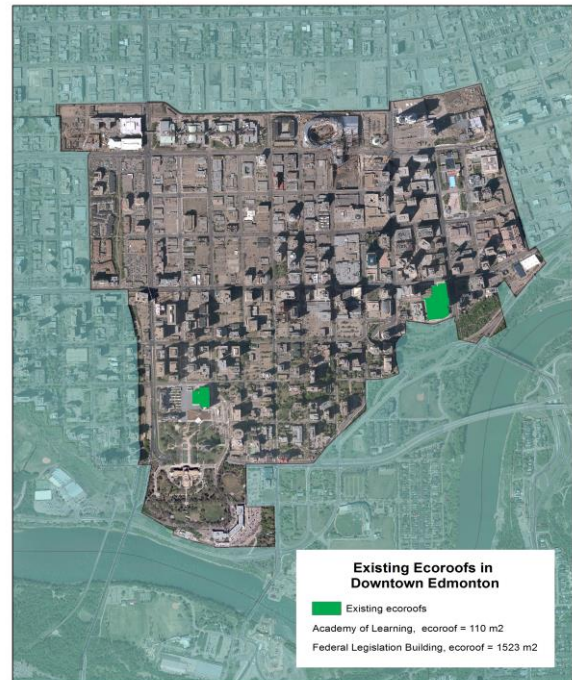 Existing Ecoroofs in
Downtown Edmonton
Existing ecoroofs
Academy of Learning, ecoroof = 110 m2
Federal Legislation Building, ecoroof = 1523 m2